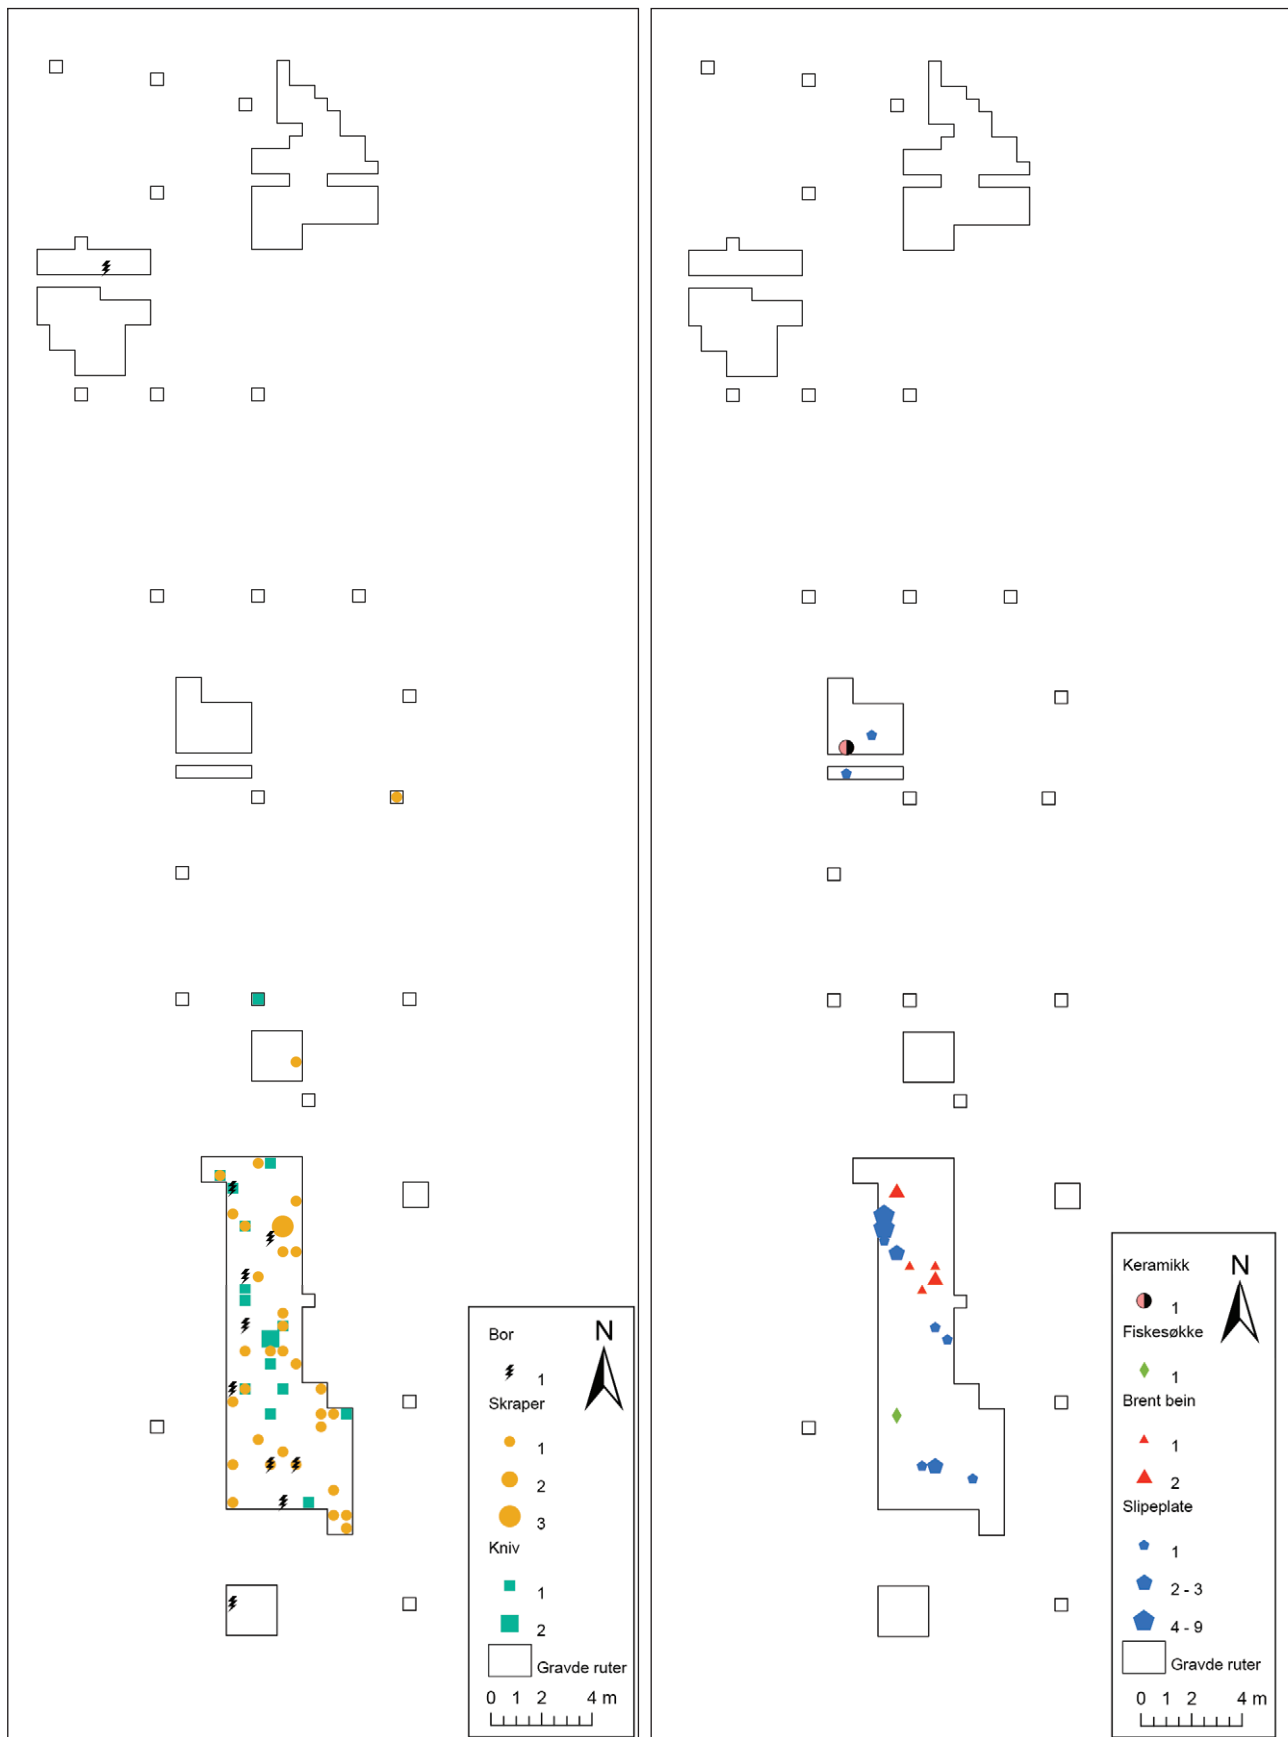 Bor
N
1
Skraper
1
2
3
Kniv
1
2
Gravde ruter
0 1 2 4 m
Keramikk
N
1
Fiskesøkke
1
Brent bein
1
2
Slipeplate
1
2 - 3
4 - 9
Gravde ruter
0 1 2 4 m